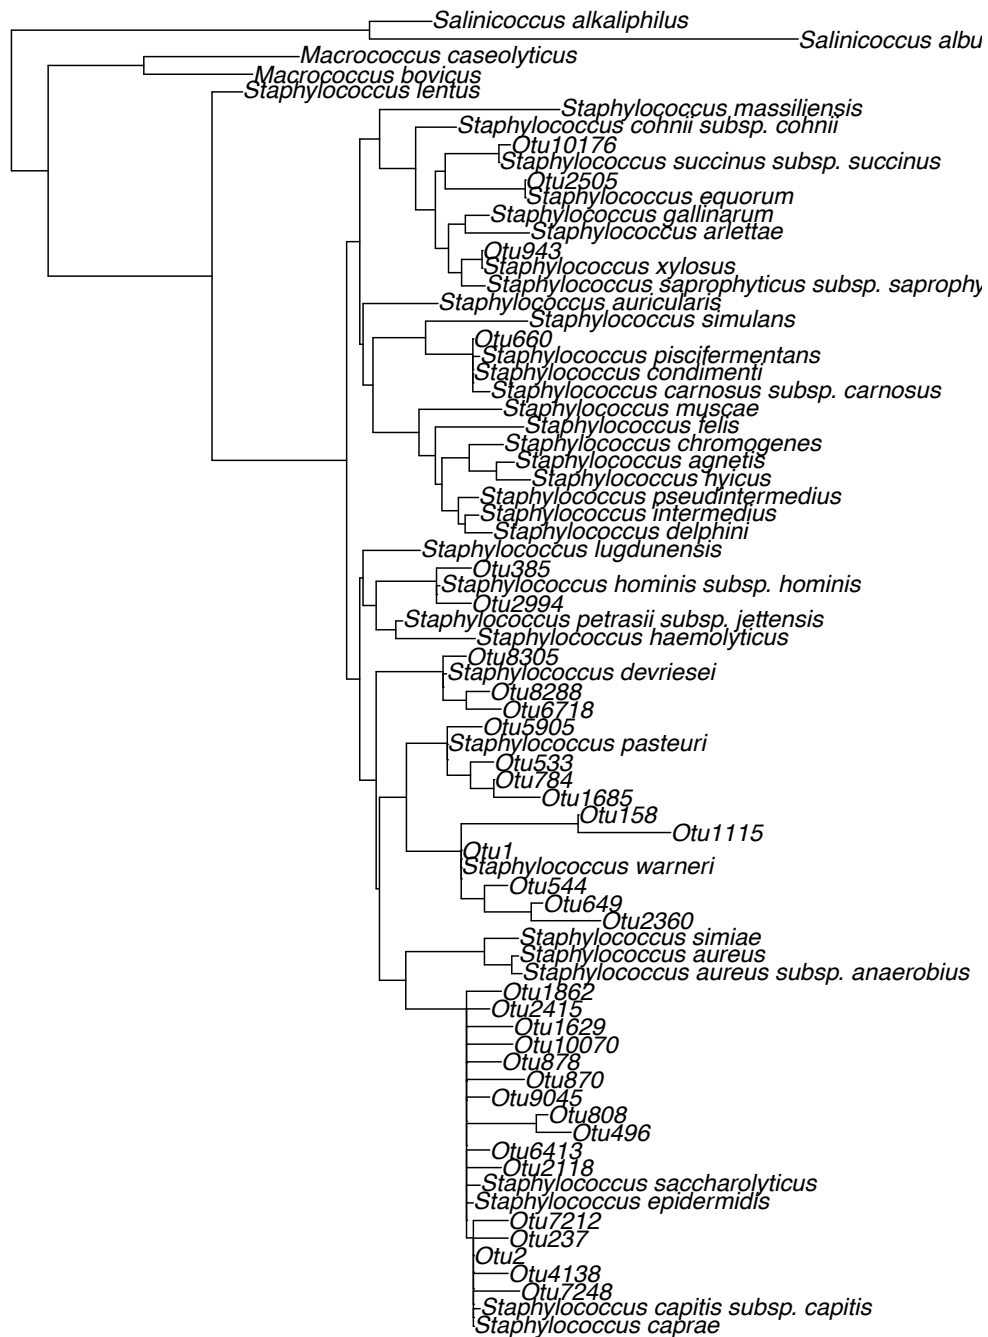 Salinicoccus alkaliphilus
Salinicoccus albu
Macrococcus caseolyticus
Macrococcus bovicus
Staphylococcus lentus
Staphylococcus massiliensis
Staphylococcus cohnii subsp. cohnii
Otu10176
Staphylococcus succinus subsp. succinus
Otu2505
Staphylococcus equorum
Staphylococcus gallinarum
Staphylococcus arlettae
Otu943
Staphylococcus xylosus
Staphylococcus saprophyticus subsp. saprophy
Staphylococcus auricularis
Staphylococcus simulans
Otu660
Staphylococcus piscifermentans
Staphylococcus condimenti
Staphylococcus carnosus subsp. carnosus
Staphylococcus muscae
Staphylococcus felis
Staphylococcus chromogenes
Staphylococcus agnetis
Staphylococcus hyicus
Staphylococcus pseudintermedius
Staphylococcus intermedius
Staphylococcus delphini
Staphylococcus lugdunensis
Otu385
Staphylococcus hominis subsp. hominis
Otu2994
Staphylococcus petrasii subsp. jettensis
Staphylococcus haemolyticus
Otu8305
Staphylococcus devriesei
Otu8288
Otu6718
Otu5905
Staphylococcus pasteuri
Otu533
Otu784
Otu1685
Otu158
Otu1115
Otu1
Staphylococcus warneri
Otu544
Otu649
Otu2360
Staphylococcus simiae
Staphylococcus aureus
Staphylococcus aureus subsp. anaerobius
Otu1862
Otu2415
Otu1629
Otu10070
Otu878
Otu870
Otu9045
Otu808
Otu496
Otu6413
Otu2118
Staphylococcus saccharolyticus
Staphylococcus epidermidis
Otu7212
Otu237
Otu2
Otu4138
Otu7248
Staphylococcus capitis subsp. capitis
Staphylococcus caprae